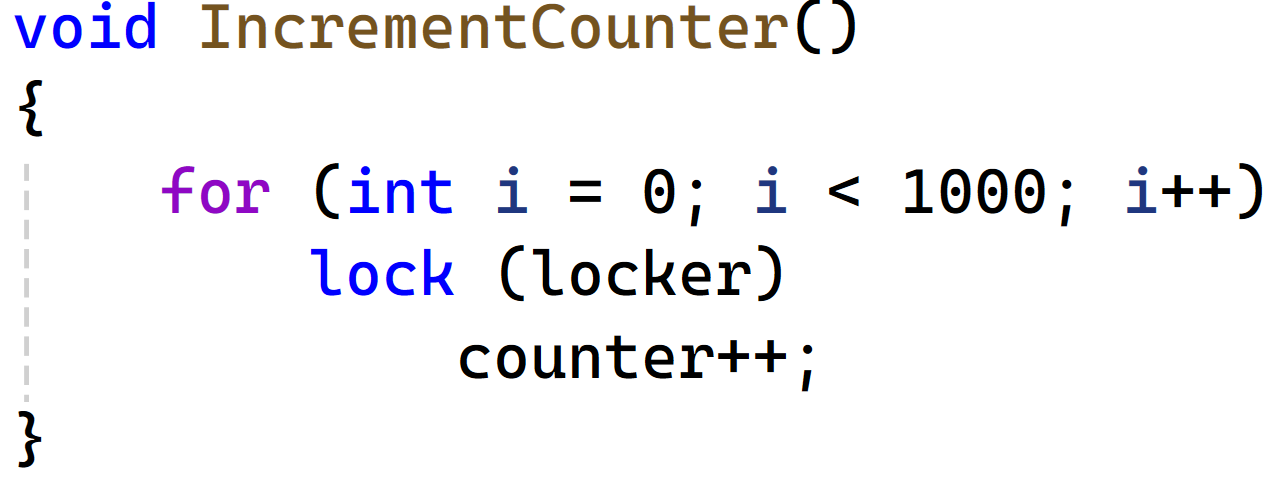 void IncrementCounter()
{
    for (int i = 0; i < 1000; i++)
        lock (locker)
            counter++;
}